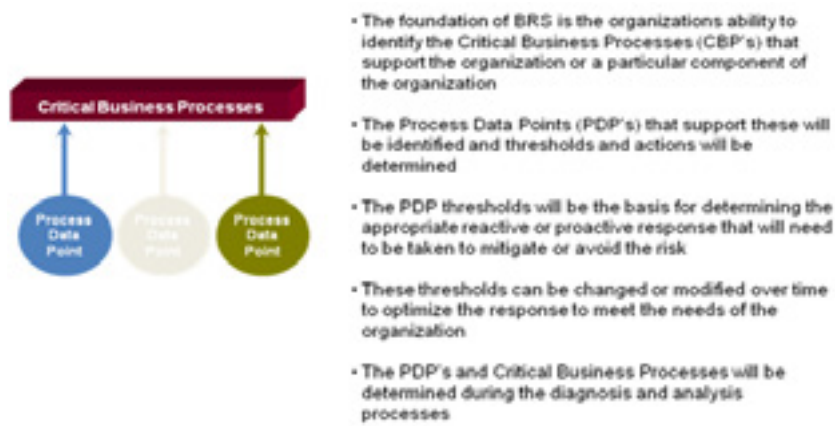 Critical Business Processes
Process
Data
Point
Process
Data
Point
Process
Data
Point
• The foundation of BRS is the organizations ability to
identify the Critical Business Processes (CBP's) that
support the organization or a particular component of
the organization
• The Process Data Points (PDP's) that support these will
be identified and thresholds and actions will be
determined
• The PDP thresholds will be the basis for determining the
appropriate reactive or proactive response that will need
to be taken to mitigate or avoid the risk
• These thresholds can be changed or modified over time
to optimize the response to meet the needs of the
organization
• The PDP's and Critical Business Processes will be
determined during the diagnosis and analysis
processes